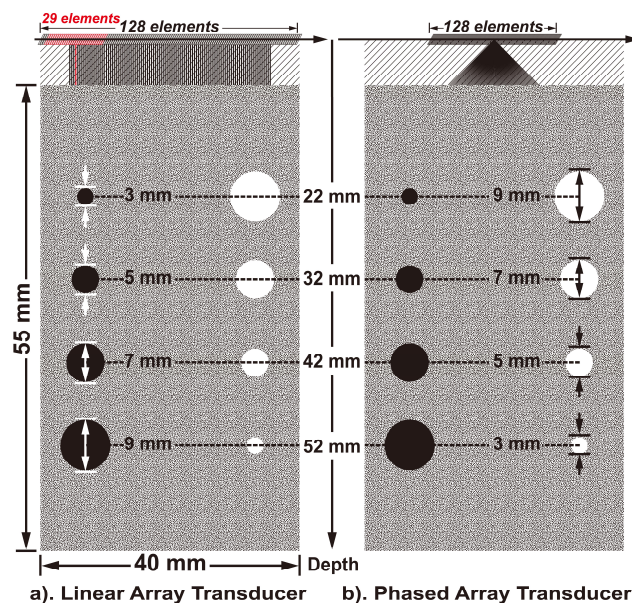 29 elements
128 elements
128 elements
3 mm
22 mm
9 mm
5 mm
32 mm
7 mm
55 mm
7 mm
42 mm
5 mm
9 mm
52 mm
3 mm
40 mm
Depth
a). Linear Array Transducer
b). Phased Array Transducer